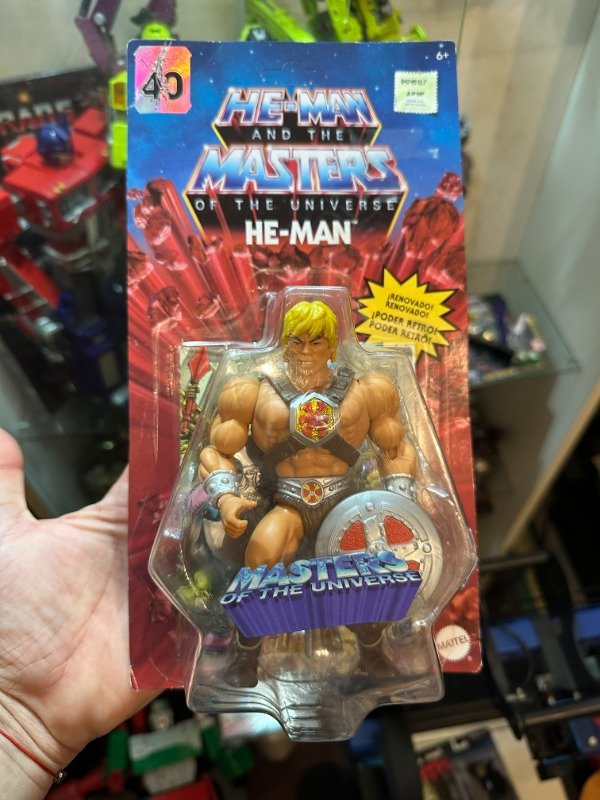 40
6+
HE-MAN
AND THE
MASTERS
OF THE UNIVERSE
HE-MAN™
¡RENOVADO!
RENOVADO!
¡PODER RETRO!
PODER RETRÔ!
MASTERS
OF THE UNIVERSE
MATTEL